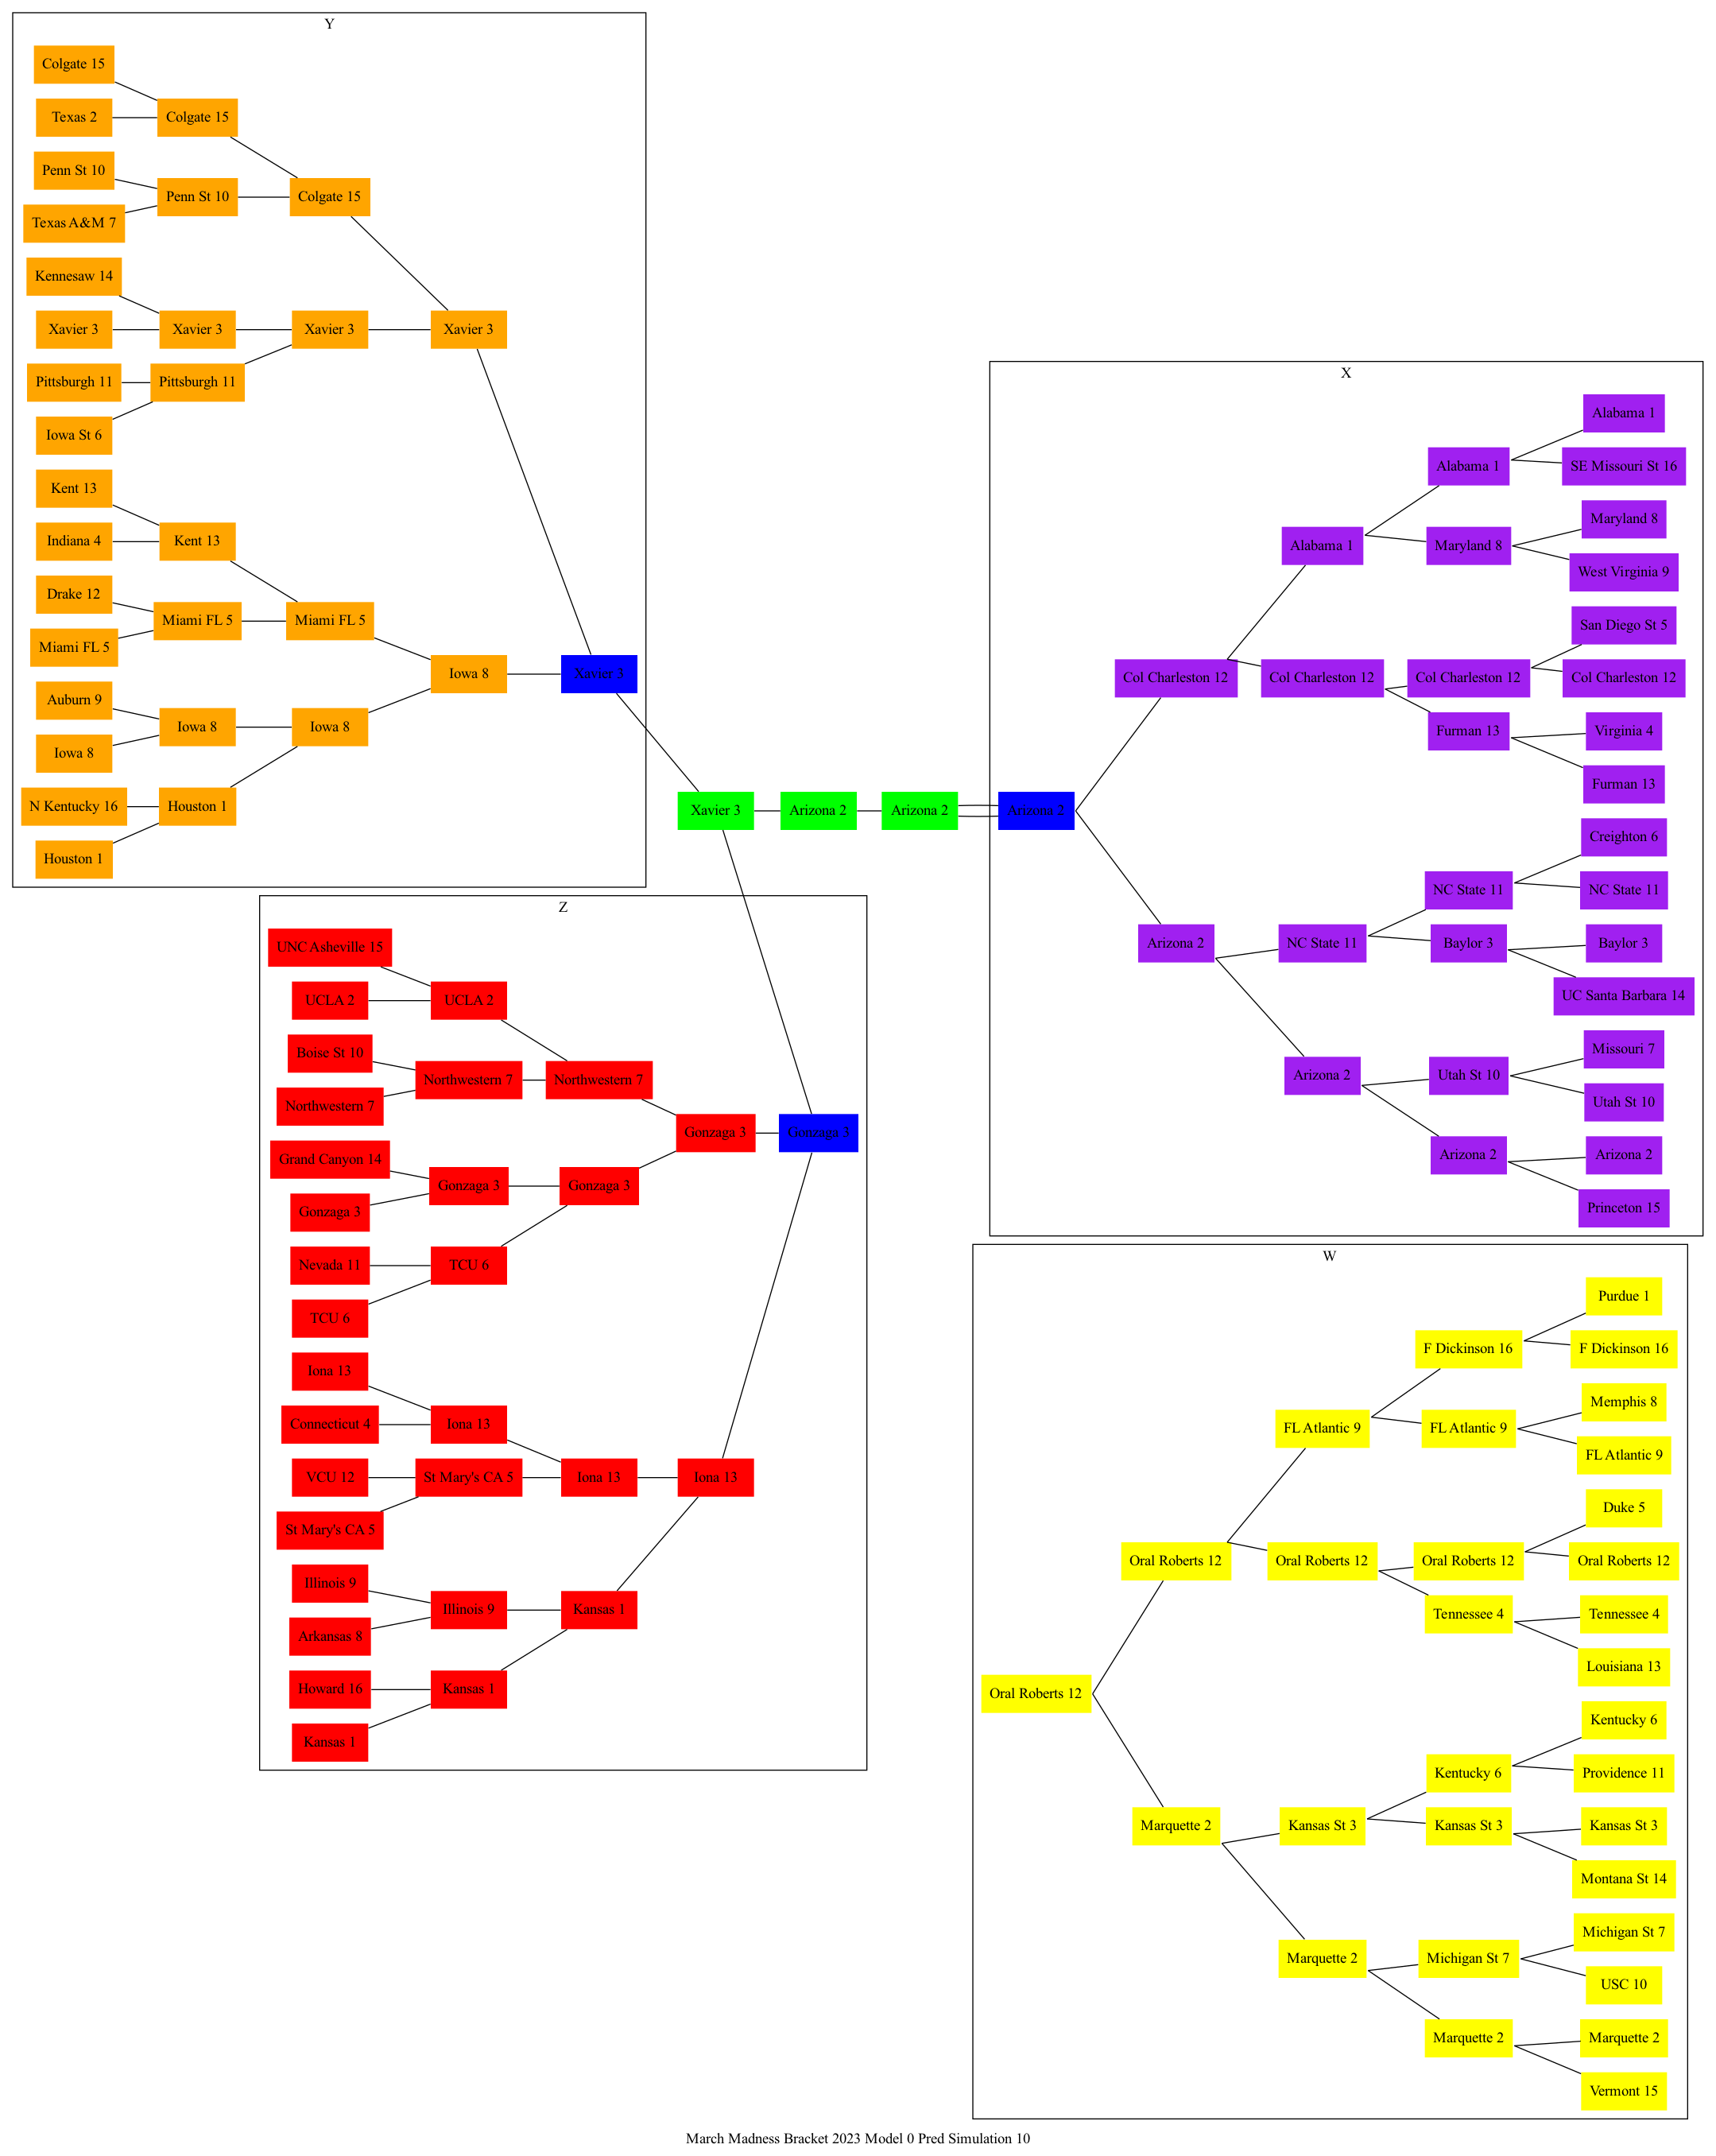 Y
Colgate 15
Texas 2
Colgate 15
Penn St 10
Texas A&M 7
Penn St 10
Colgate 15
Kennesaw 14
Xavier 3
Xavier 3
Xavier 3
Xavier 3
Pittsburgh 11
Pittsburgh 11
Iowa St 6
Kent 13
Indiana 4
Kent 13
Drake 12
Miami FL 5
Miami FL 5
Miami FL 5
Auburn 9
Iowa 8
Iowa 8
Iowa 8
Iowa 8
Xavier 3
N Kentucky 16
Houston 1
Houston 1
Xavier 3
Arizona 2
Arizona 2
Arizona 2
X
Alabama 1
Alabama 1
SE Missouri St 16
Maryland 8
Alabama 1
Maryland 8
West Virginia 9
San Diego St 5
Col Charleston 12
Col Charleston 12
Col Charleston 12
Col Charleston 12
Furman 13
Virginia 4
Furman 13
Creighton 6
NC State 11
NC State 11
Arizona 2
NC State 11
Baylor 3
Baylor 3
UC Santa Barbara 14
Missouri 7
Arizona 2
Utah St 10
Utah St 10
Arizona 2
Arizona 2
Princeton 15
Z
UNC Asheville 15
UCLA 2
UCLA 2
Boise St 10
Northwestern 7
Northwestern 7
Northwestern 7
Gonzaga 3
Gonzaga 3
Grand Canyon 14
Gonzaga 3
Gonzaga 3
Gonzaga 3
Nevada 11
TCU 6
TCU 6
Iona 13
Connecticut 4
Iona 13
VCU 12
St Mary's CA 5
Iona 13
Iona 13
St Mary's CA 5
Illinois 9
Illinois 9
Kansas 1
Arkansas 8
Howard 16
Kansas 1
Kansas 1
W
Purdue 1
F Dickinson 16
F Dickinson 16
Memphis 8
FL Atlantic 9
FL Atlantic 9
FL Atlantic 9
Duke 5
Oral Roberts 12
Oral Roberts 12
Oral Roberts 12
Oral Roberts 12
Tennessee 4
Tennessee 4
Louisiana 13
Oral Roberts 12
Kentucky 6
Kentucky 6
Providence 11
Marquette 2
Kansas St 3
Kansas St 3
Kansas St 3
Montana St 14
Michigan St 7
Marquette 2
Michigan St 7
USC 10
Marquette 2
Marquette 2
Vermont 15
March Madness Bracket 2023 Model 0 Pred Simulation 10